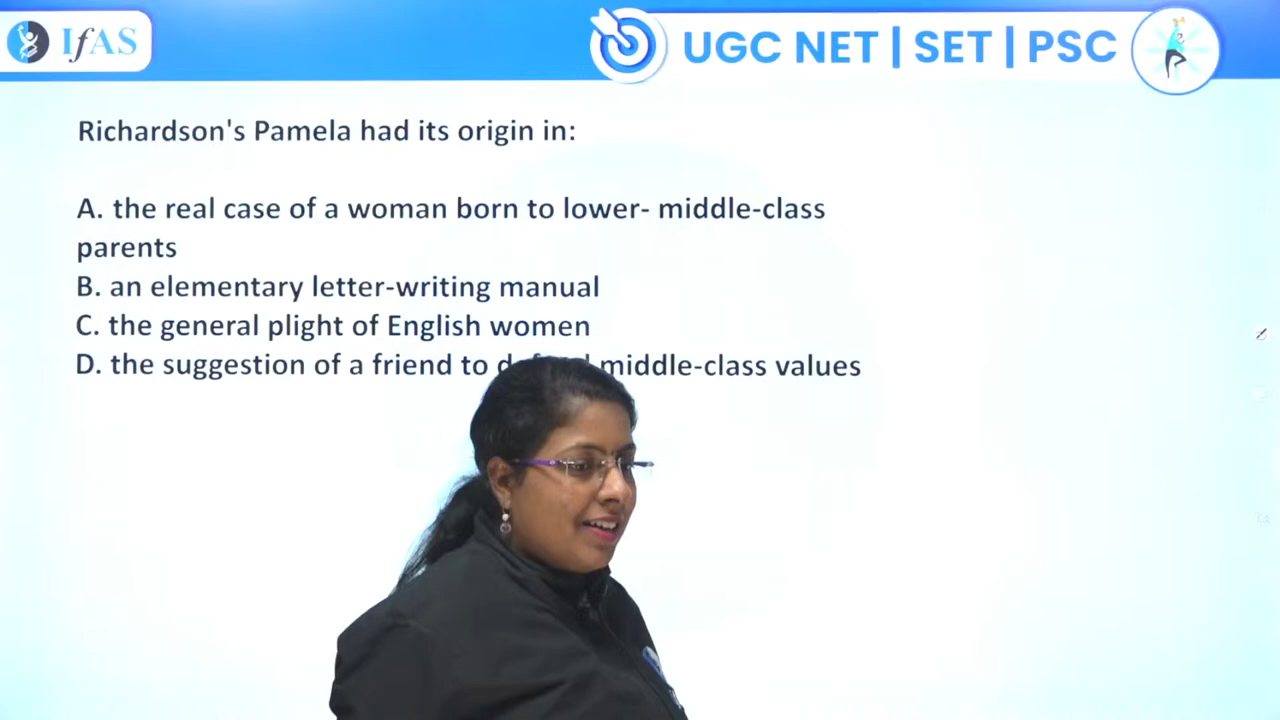 IfAS
UGC NET | SET | PSC
Richardson's Pamela had its origin in:
A. the real case of a woman born to lower- middle-class
parents
B. an elementary letter-writing manual
C. the general plight of English women
D. the suggestion of a friend to middle-class values